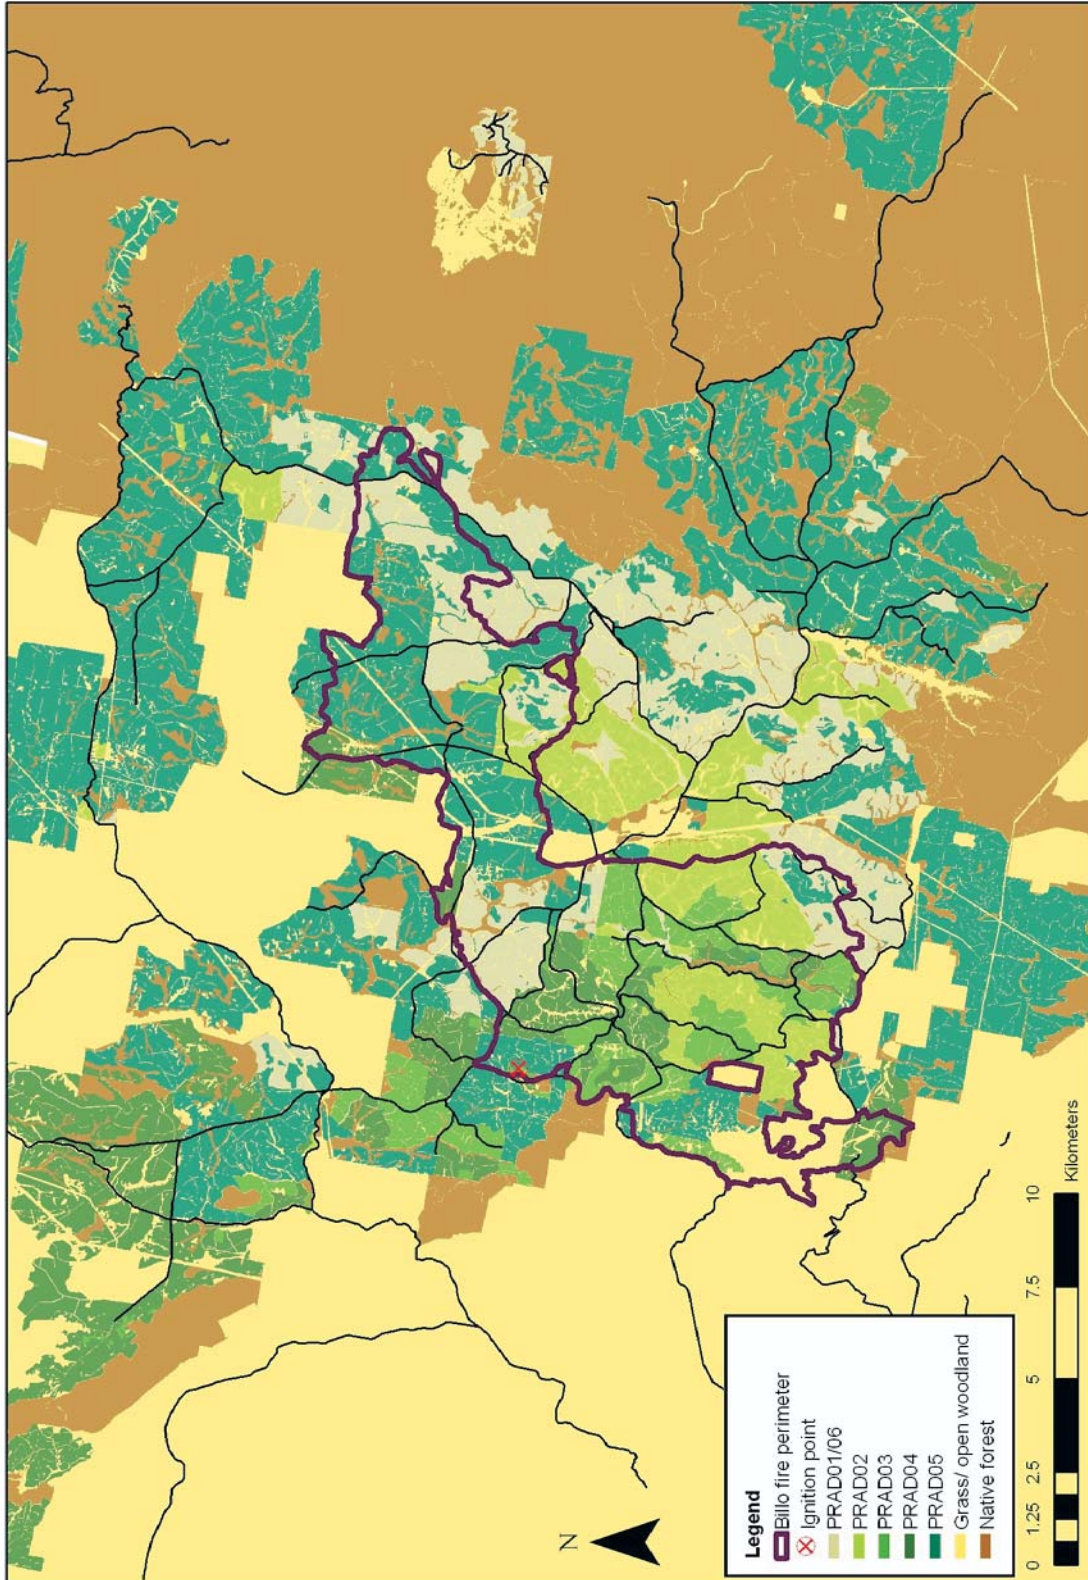 N
Legend
Billo fire perimeter
Ignition point
PRAD01/06
PRAD02
PRAD03
PRAD04
PRAD05
Grass/ open woodland
Native forest
0 1.25 2.5 5 7.5 10
Kilometers